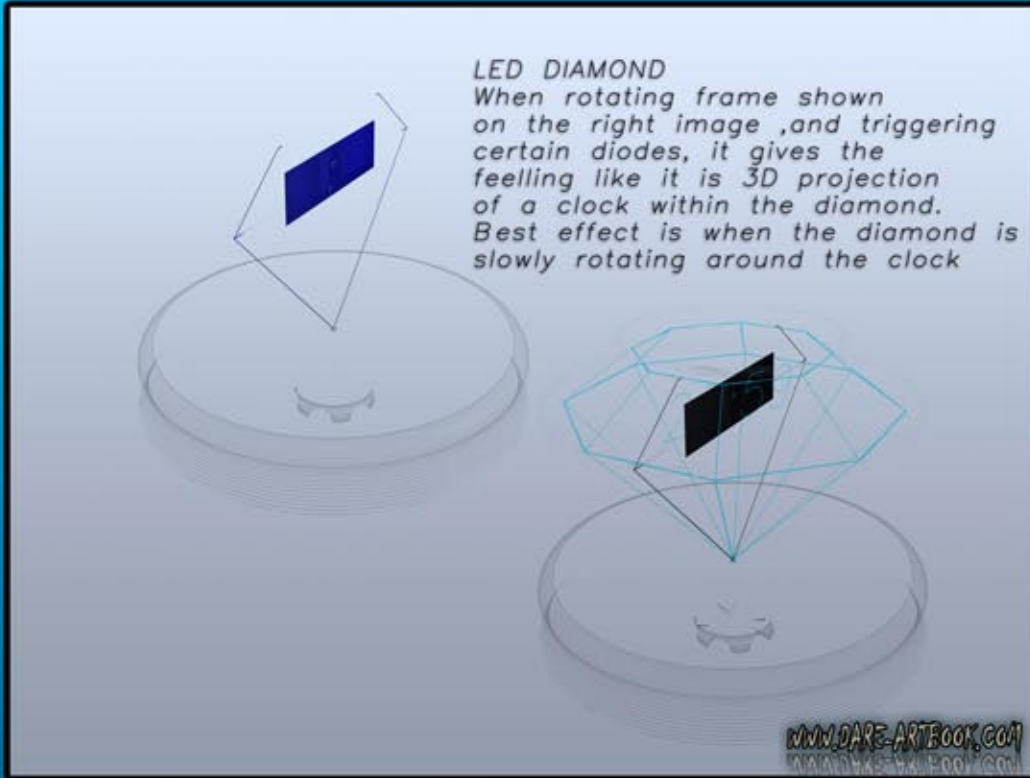 LED DIAMOND
When rotating frame shown
on the right image ,and triggering
certain diodes, it gives the
feelling like it is 3D projection
of a clock within the diamond.
Best effect is when the diamond is
slowly rotating around the clock
WWW.DARE-ARTBOOK.COM